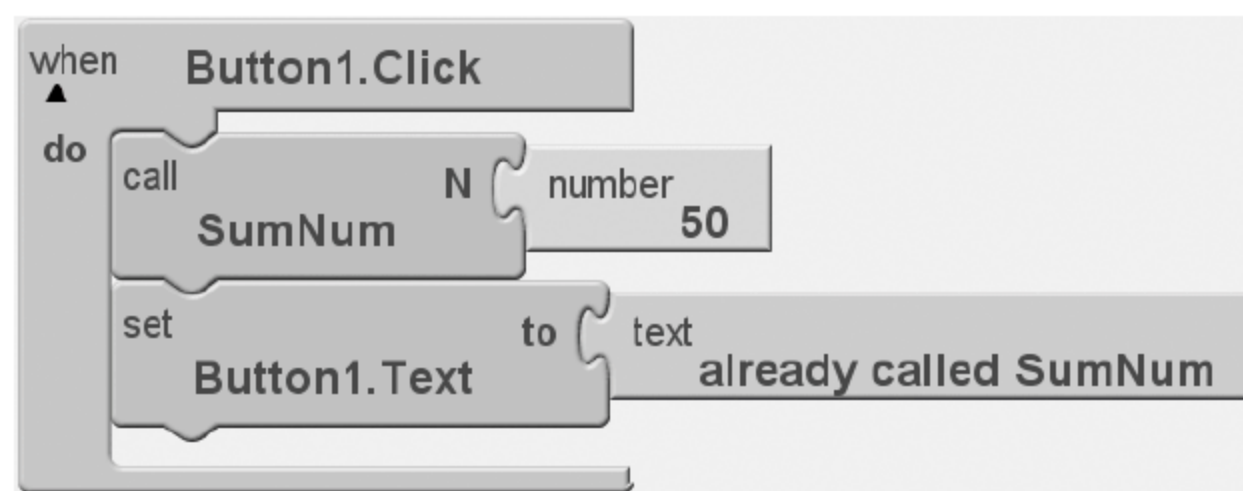 when Button1.Click
do
call N number
SumNum 50
set to text
Button1.Text already called SumNum